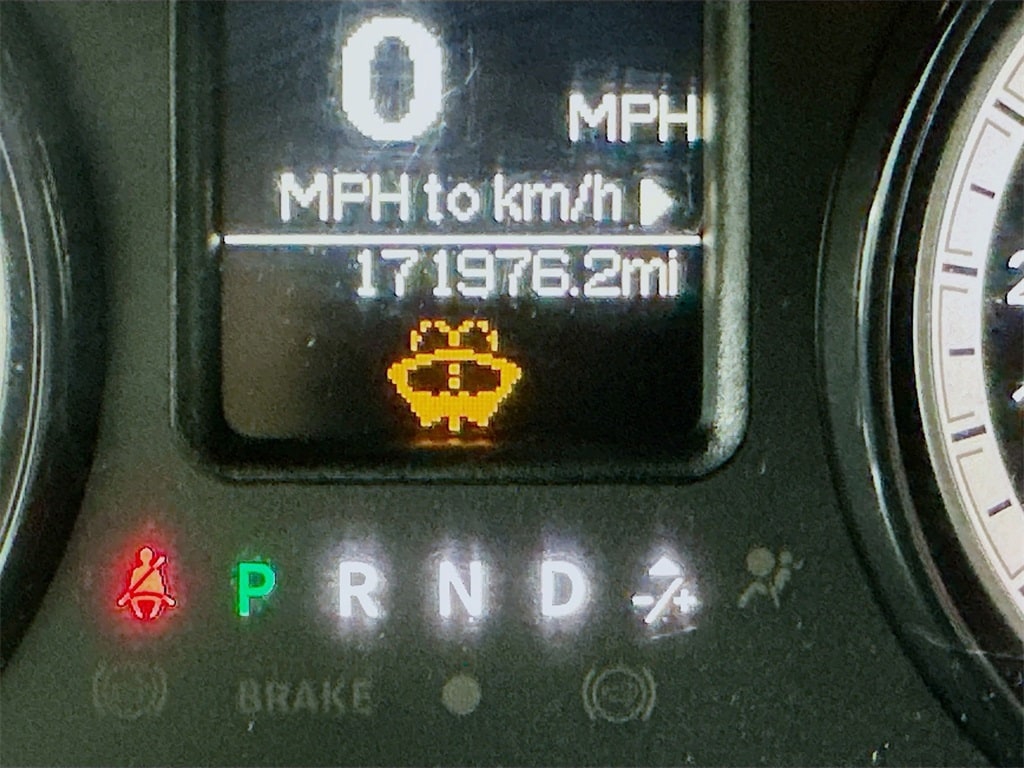 0
MPH
MPH to km/h
171976.2mi
P R N D -/+
BRAKE